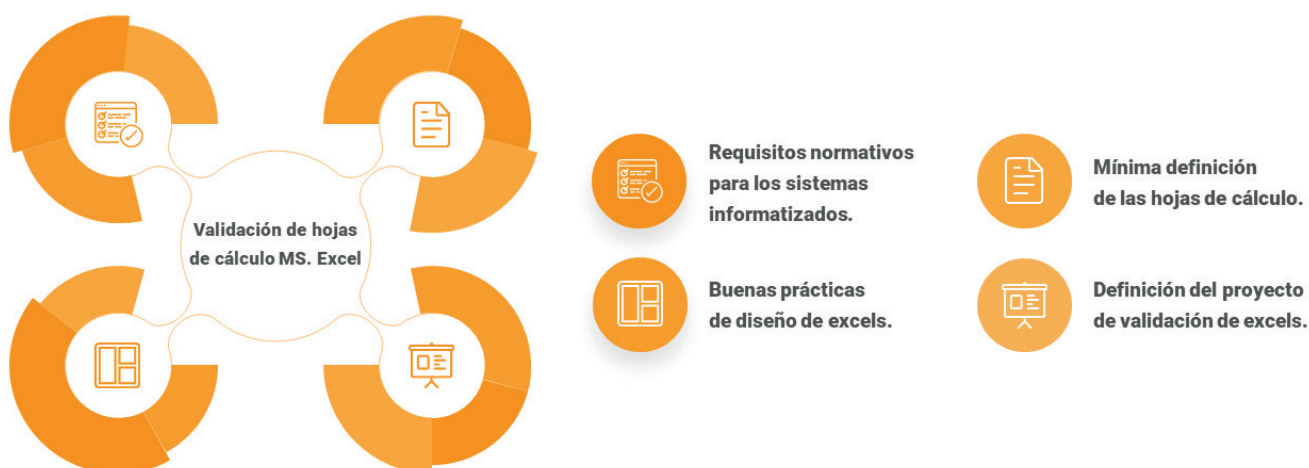 Validación de hojas
de cálculo MS. Excel
Requisitos normativos
para los sistemas
informatizados.
Mínima definición
de las hojas de cálculo.
Buenas prácticas
de diseño de excels.
Definición del proyecto
de validación de excels.